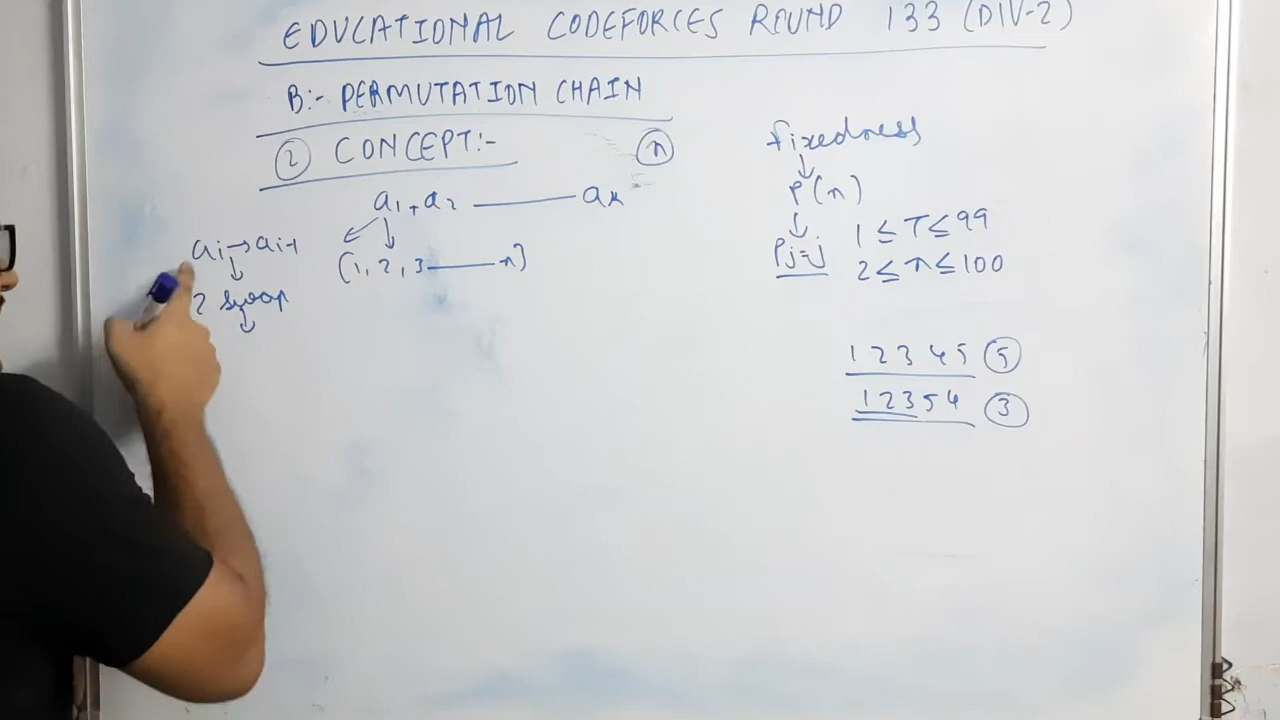 EDUCATIONAL CODEFORCES ROUND 133 (DIV-2)
B:- PERMUTATION CHAIN
2 CONCEPT:- n
a1, a2 ——— ak
ai → ai-1
(1, 2, 3 ——— n)
2 swap
fixedness
P(n)
Pj=j
1 ≤ T ≤ 99
2 ≤ n ≤ 100
1 2 3 4 5 5
1 2 3 5 4 3